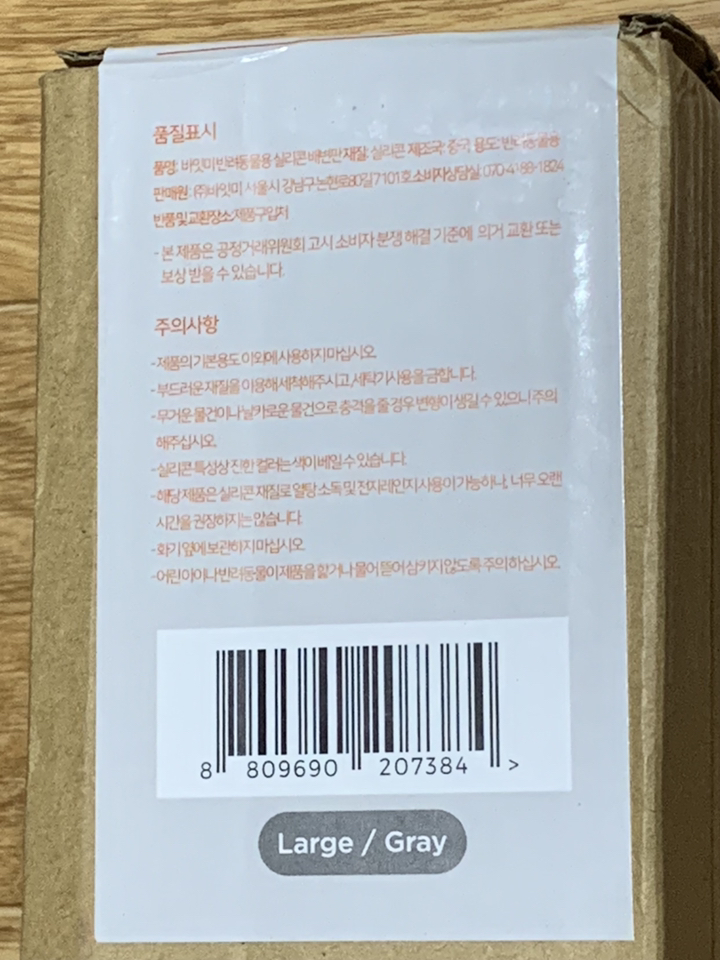 품질표시
품명: 바잇미 반려동물용 실리콘 배변판 재질: 실리콘 제조국: 중국 용도: 반려동물용
판매원: (주)바잇미 서울시 강남구 논현로80길 7 101호 소비자상담실: 070-4188-1824
반품 및 교환장소:제품구입처
- 본 제품은 공정거래위원회 고시 소비자 분쟁 해결 기준에 의거 교환 또는
보상 받을 수 있습니다.
주의사항
-제품의 기본용도 이외에 사용하지 마십시오.
-부드러운 재질을 이용해 세척해주시고, 세탁기 사용을 금합니다.
-무거운 물건이나 날카로운 물건으로 충격을 줄 경우 변형이 생길 수 있으니 주의
해주십시오.
-실리콘 특성상 진한 컬러는 색이 베일 수 있습니다.
-해당 제품은 실리콘 재질로 열탕 소독 및 전자레인지 사용이 가능하나, 너무 오랜
시간을 권장하지는 않습니다.
-화기 옆에 보관하지 마십시오.
-어린 아이나 반려동물이 제품을 핥거나 물어 뜯어 삼키지 않도록 주의하십시오.
8 809690 207384 >
Large / Gray